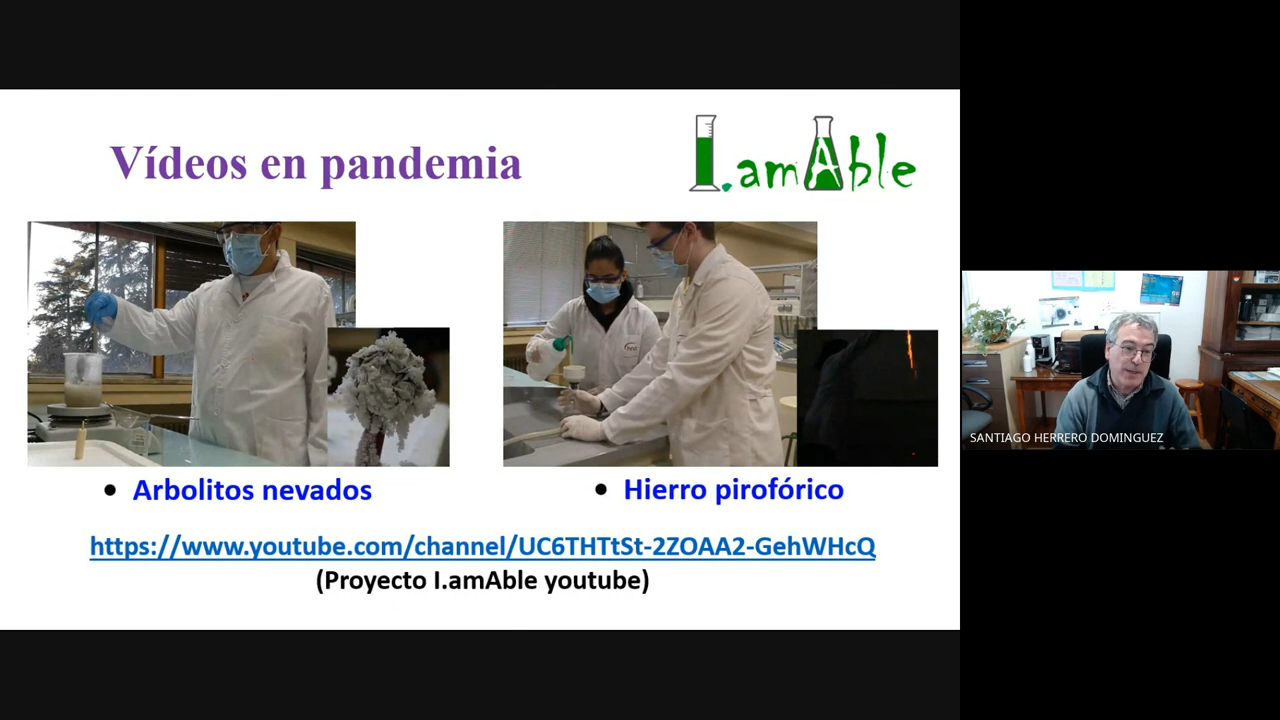 Vídeos en pandemia
I.amAble
Arbolitos nevados
Hierro pirofórico
https://www.youtube.com/channel/UC6THTtSt-2ZOAA2-GehWHcQ
(Proyecto I.amAble youtube)
SANTIAGO HERRERO DOMINGUEZ